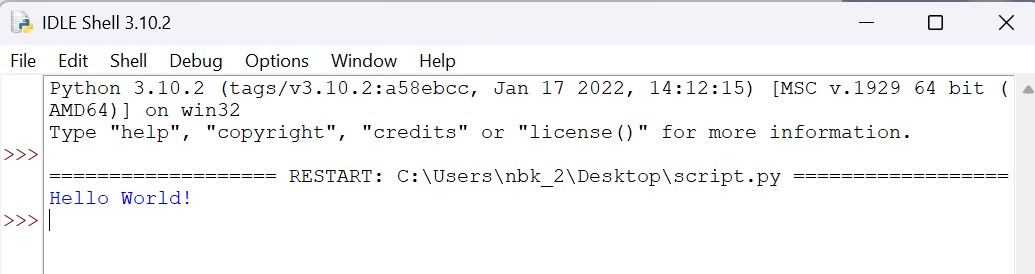 IDLE Shell 3.10.2
File Edit Shell Debug Options Window Help
Python 3.10.2 (tags/v3.10.2:a58ebcc, Jan 17 2022, 14:12:15) [MSC v.1929 64 bit (
AMD64)] on win32
Type "help", "copyright", "credits" or "license()" for more information.
>>>
=================== RESTART: C:\Users\nbk_2\Desktop\script.py ==================
Hello World!
>>>